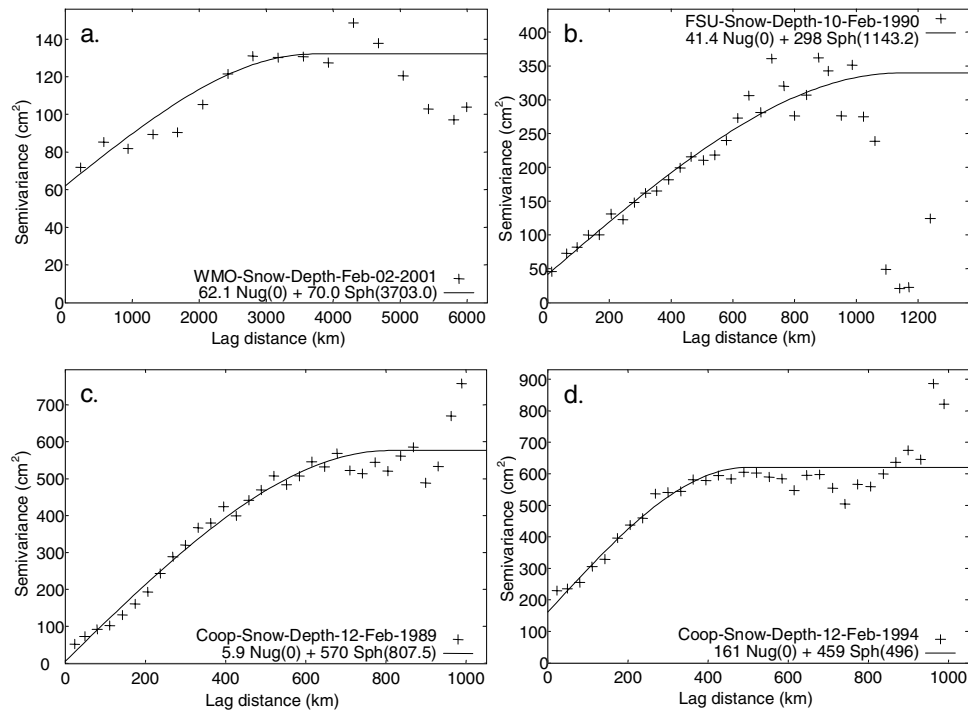 a.
Semivariance (cm²)
140
120
100
80
60
40
20
0
WMO-Snow-Depth-Feb-02-2001
62.1 Nug(0) + 70.0 Sph(3703.0)
0 1000 2000 3000 4000 5000 6000
Lag distance (km)
b.
FSU-Snow-Depth-10-Feb-1990
41.4 Nug(0) + 298 Sph(1143.2)
Semivariance (cm²)
400
350
300
250
200
150
100
50
0
0 200 400 600 800 1000 1200
Lag distance (km)
c.
Semivariance (cm²)
700
600
500
400
300
200
100
0
Coop-Snow-Depth-12-Feb-1989
5.9 Nug(0) + 570 Sph(807.5)
0 200 400 600 800 1000
Lag distance (km)
d.
Semivariance (cm²)
900
800
700
600
500
400
300
200
100
0
Coop-Snow-Depth-12-Feb-1994
161 Nug(0) + 459 Sph(496)
0 200 400 600 800 1000
Lag distance (km)